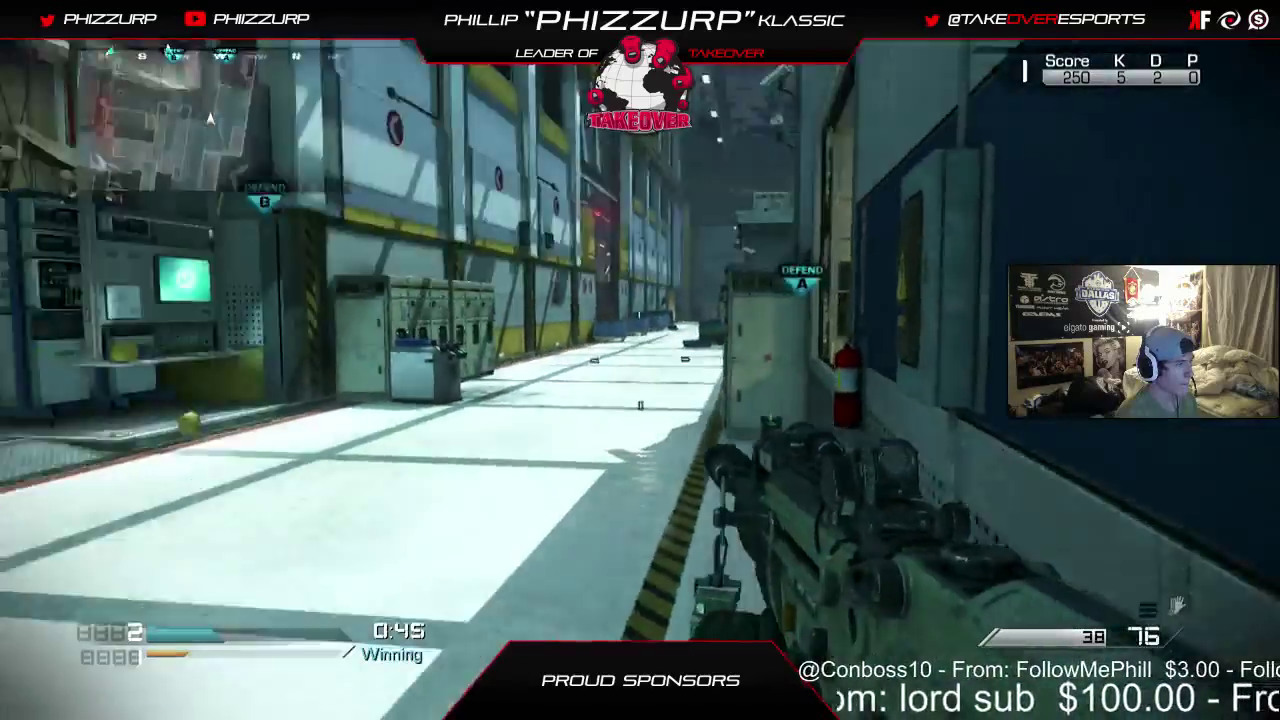 PHIZZURP
PHIIZZURP
PHILLIP "PHIZZURP" KLASSIC
@TAKEOVERESPORTS
LEADER OF TAKEOVER
TAKEOVER
Score K D P
250 5 2 0
DEFEND
B
DEFEND
A
DALLAS
elgato gaming
2
0:45
Winning
38 76
PROUD SPONSORS
@Conboss10 - From: FollowMePhill $3.00 - Follo
om: lord sub $100.00 - Fro